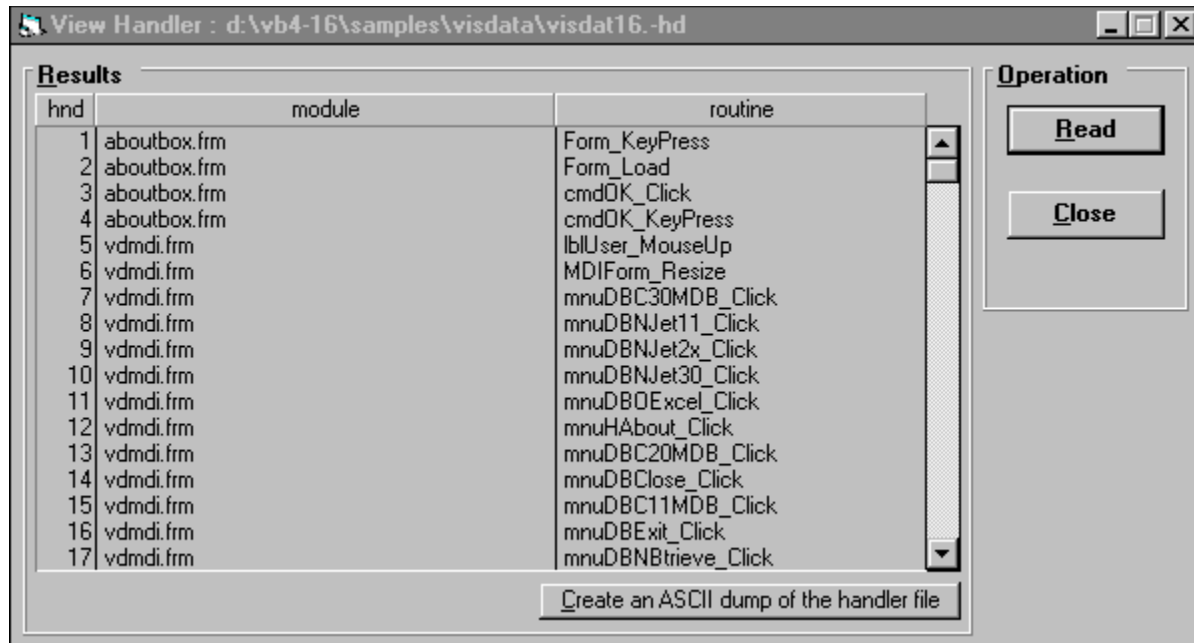 View Handler : d:\vb4-16\samples\visdata\visdat16.-hd
Results
hnd module routine
1 aboutbox.frm Form_KeyPress
2 aboutbox.frm Form_Load
3 aboutbox.frm cmdOK_Click
4 aboutbox.frm cmdOK_KeyPress
5 vdmdi.frm lblUser_MouseUp
6 vdmdi.frm MDIForm_Resize
7 vdmdi.frm mnuDBC30MDB_Click
8 vdmdi.frm mnuDBNJet11_Click
9 vdmdi.frm mnuDBNJet2x_Click
10 vdmdi.frm mnuDBNJet30_Click
11 vdmdi.frm mnuDBOExcel_Click
12 vdmdi.frm mnuHAbout_Click
13 vdmdi.frm mnuDBC20MDB_Click
14 vdmdi.frm mnuDBClose_Click
15 vdmdi.frm mnuDBC11MDB_Click
16 vdmdi.frm mnuDBExit_Click
17 vdmdi.frm mnuDBNBtrieve_Click
Create an ASCII dump of the handler file
Operation
Read
Close